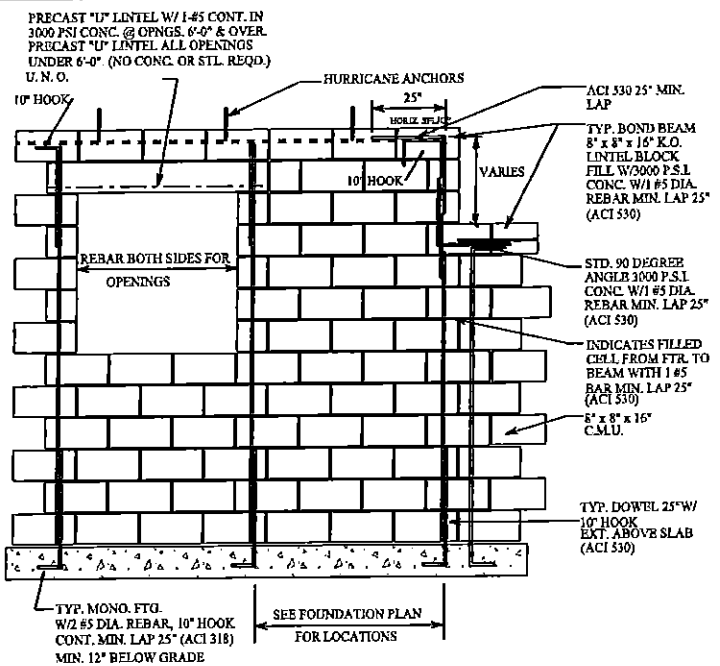 PRECAST "U" LINTEL W/ 1-#5 CONT. IN
3000 PSI CONC. @ OPNGS. 6'-0" & OVER.
PRECAST "U" LINTEL ALL OPENINGS
UNDER 6'-0". (NO CONC. OR STL. REQD.)
U. N. O.
10" HOOK
HURRICANE ANCHORS
25"
HORIZ SPLICE
10" HOOK
ACI 530 25" MIN.
LAP
TYP. BOND BEAM
8" x 8" x 16" K.O.
LINTEL BLOCK
FILL W/3000 P.S.I.
CONC. W/1 #5 DIA.
REBAR MIN. LAP 25"
(ACI 530)
VARIES
REBAR BOTH SIDES FOR
OPENINGS
STD. 90 DEGREE
ANGLE 3000 P.S.I.
CONC. W/1 #5 DIA.
REBAR MIN. LAP 25"
(ACI 530)
INDICATES FILLED
CELL FROM FTR. TO
BEAM WITH 1 #5
BAR MIN. LAP 25"
(ACI 530)
8" x 8" x 16"
C.M.U.
TYP. DOWEL 25" W/
10" HOOK
EXT. ABOVE SLAB
(ACI 530)
TYP. MONO. FTG.
W/2 #5 DIA. REBAR, 10" HOOK
CONT. MIN. LAP 25" (ACI 318)
MIN. 12" BELOW GRADE
SEE FOUNDATION PLAN
FOR LOCATIONS